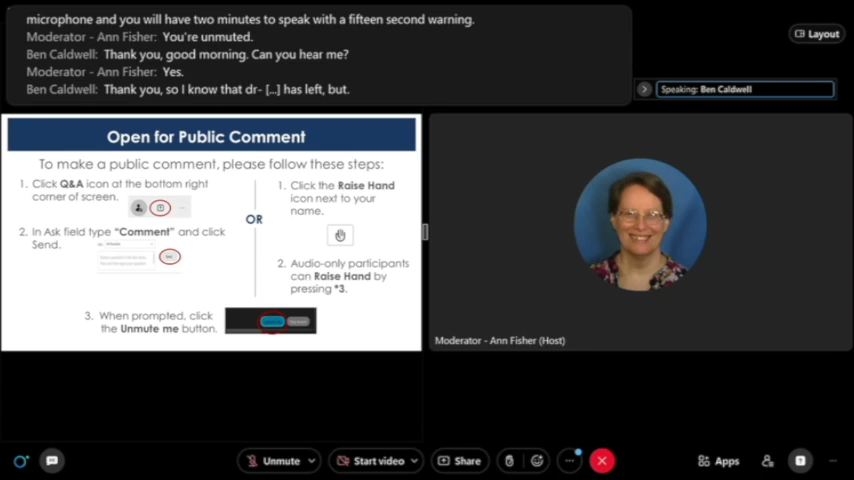 microphone and you will have two minutes to speak with a fifteen second warning.
Moderator - Ann Fisher: You're unmuted.
Ben Caldwell: Thank you, good morning. Can you hear me?
Moderator - Ann Fisher: Yes.
Ben Caldwell: Thank you, so I know that dr- [...] has left, but.
Layout
Speaking: Ben Caldwell
Open for Public Comment
To make a public comment, please follow these steps:
1. Click Q&A icon at the bottom right
corner of screen.
2. In Ask field type “Comment” and click
Send.
OR
1. Click the Raise Hand
icon next to your
name.
2. Audio-only participants
can Raise Hand by
pressing *3.
3. When prompted, click
the Unmute me button.
Moderator - Ann Fisher (Host)
Unmute
Start video
Share
Apps